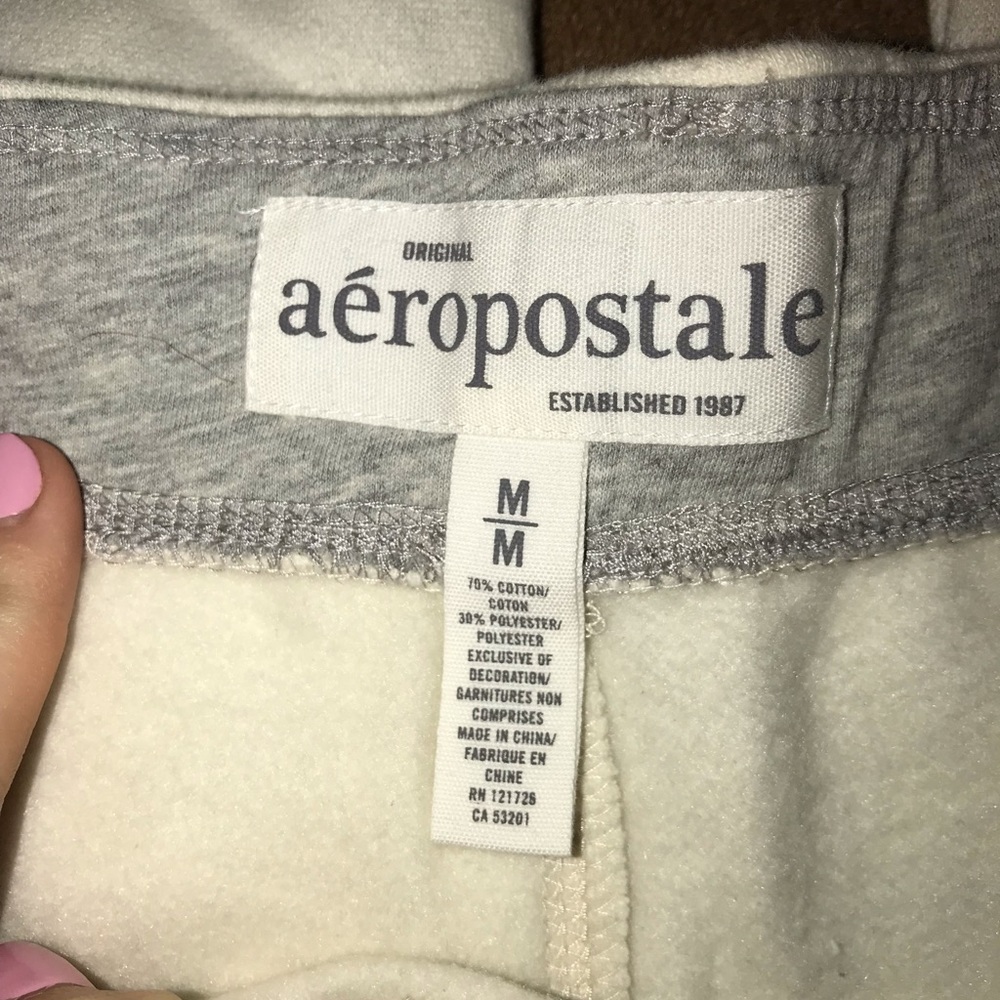 ORIGINAL
aéropostale
ESTABLISHED 1987
M
M
70% COTTON/
COTON
30% POLYESTER/
POLYESTER
EXCLUSIVE OF
DECORATION/
GARNITURES NON
COMPRISES
MADE IN CHINA/
FABRIQUE EN
CHINE
RN 121726
CA 53201